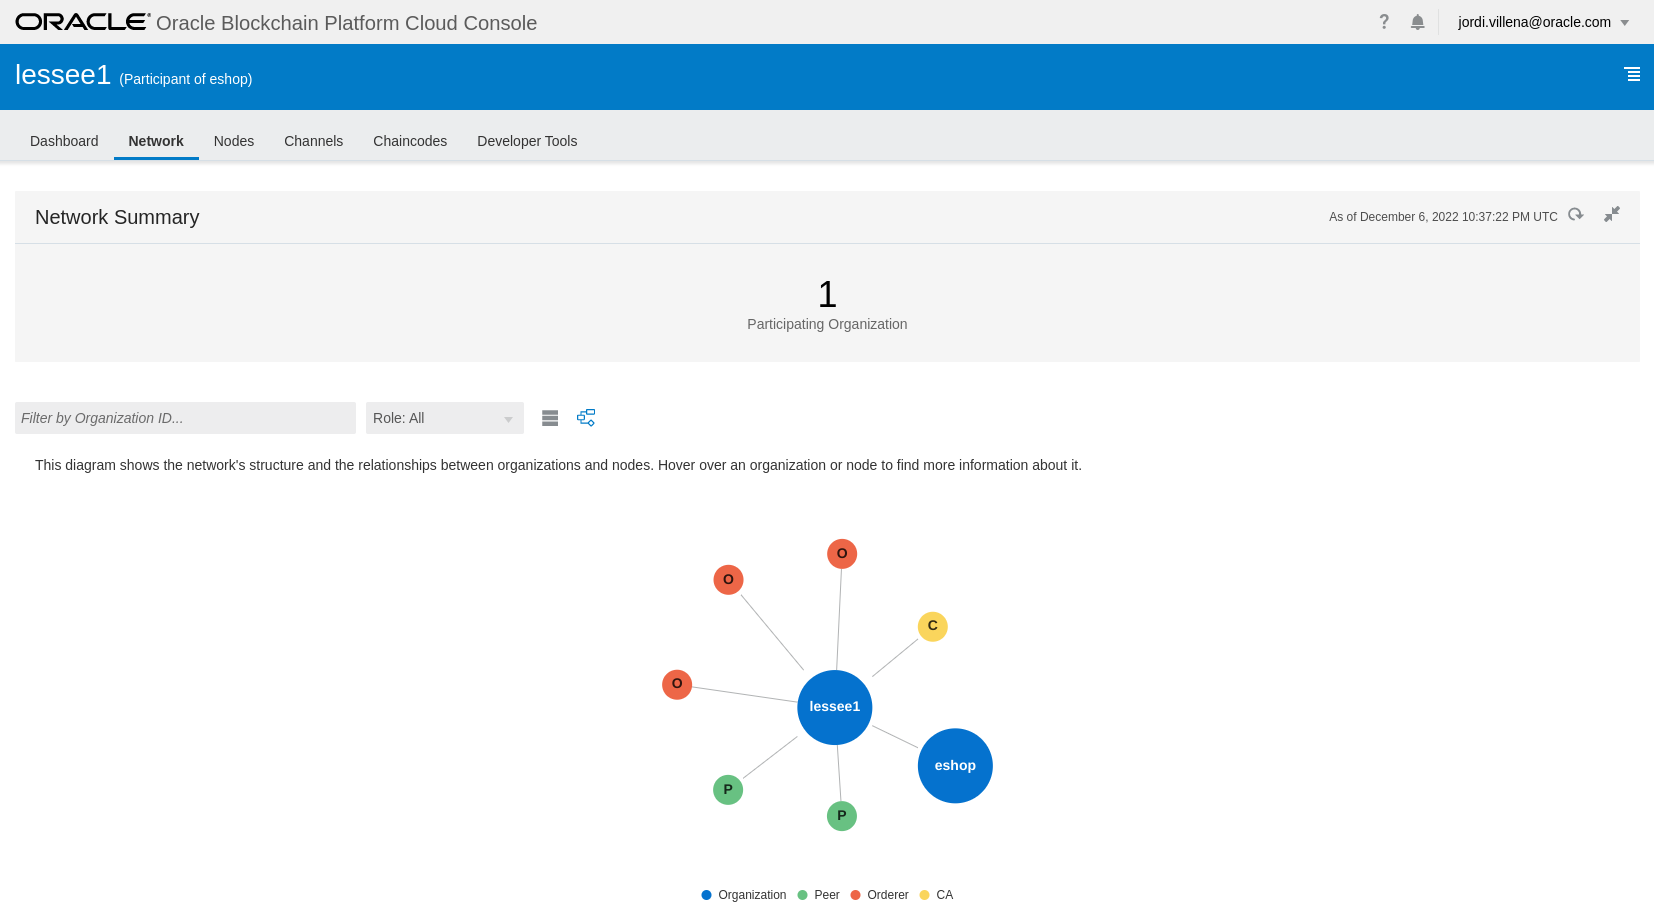 ORACLE® Oracle Blockchain Platform Cloud Console
? jordi.villena@oracle.com
lessee1 (Participant of eshop)
Dashboard Network Nodes Channels Chaincodes Developer Tools
Network Summary
As of December 6, 2022 10:37:22 PM UTC
1
Participating Organization
Filter by Organization ID... Role: All
This diagram shows the network's structure and the relationships between organizations and nodes. Hover over an organization or node to find more information about it.
O
O
C
O
lessee1
eshop
P
P
Organization Peer Orderer CA